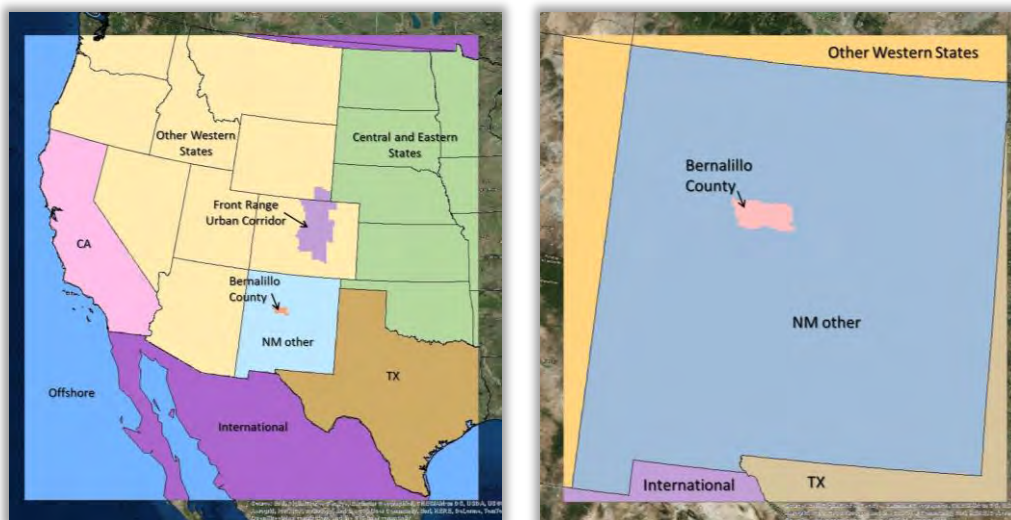 Other Western
States
Central and Eastern
States
Front Range
Urban Corridor
CA
Bernalillo
County
NM other
TX
Offshore
International
Other Western States
Bernalillo
County
NM other
International
TX